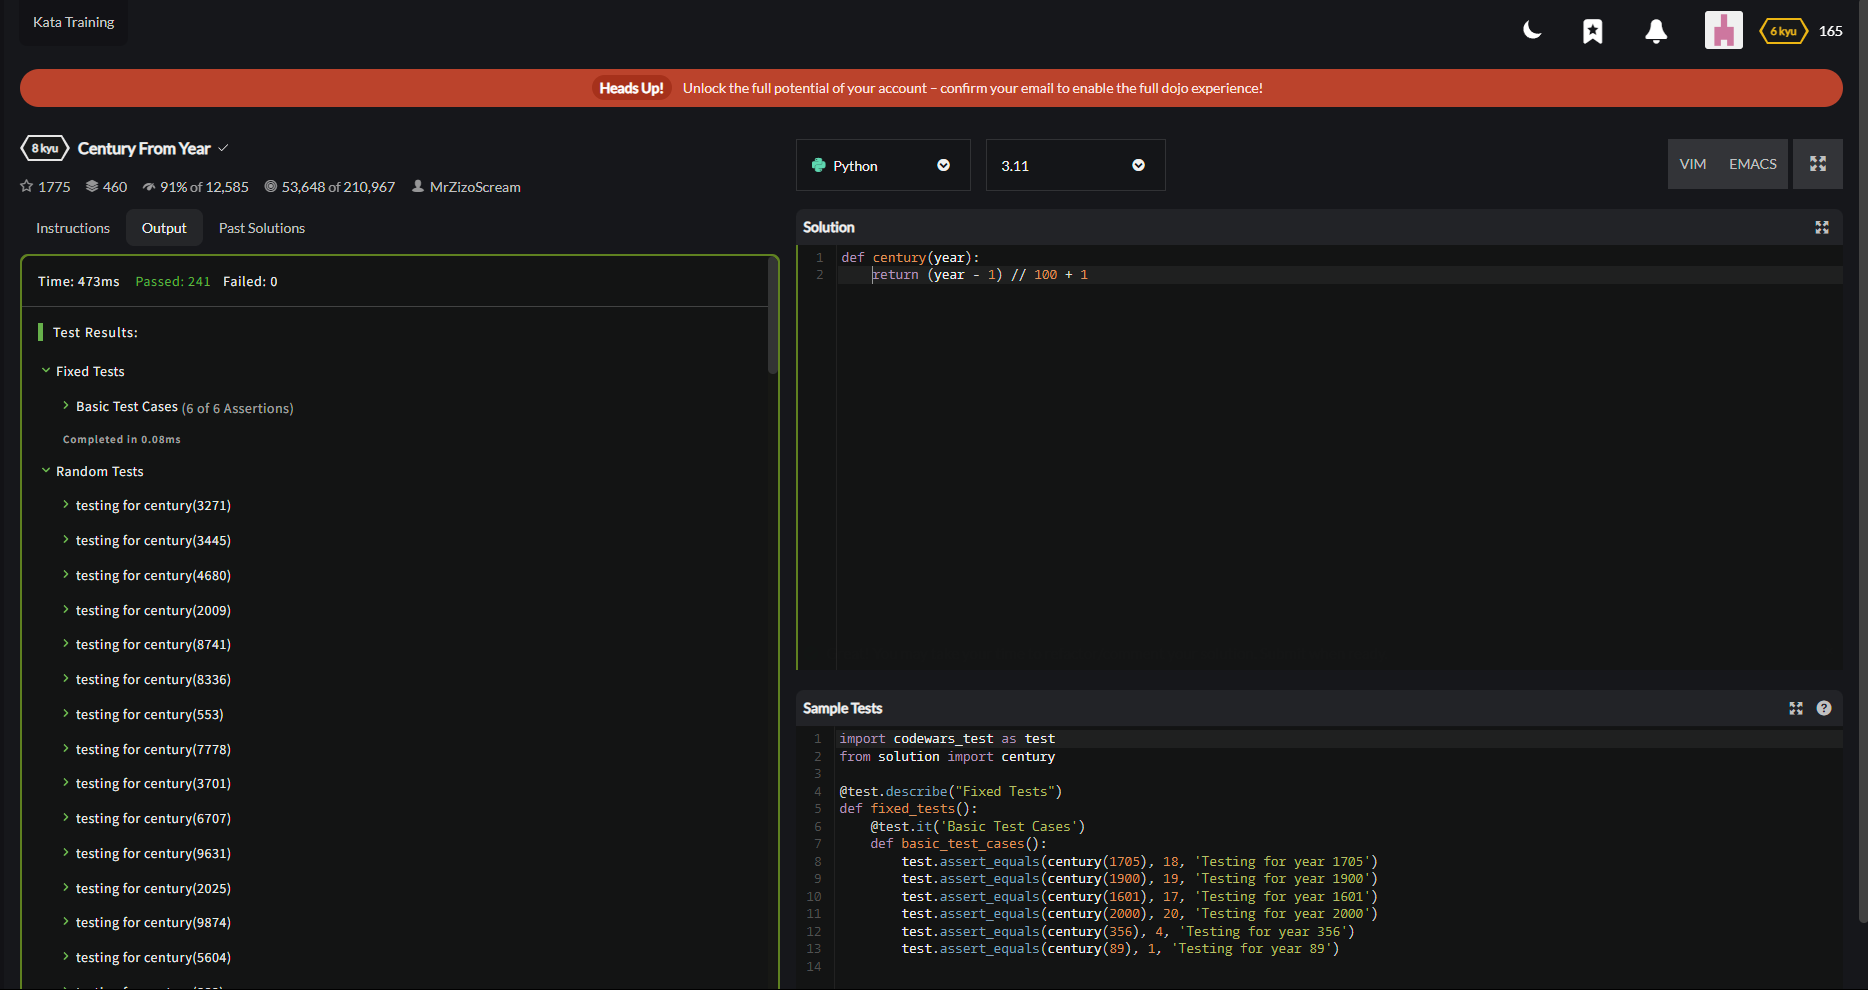 Kata Training
6 kyu 165
Heads Up! Unlock the full potential of your account – confirm your email to enable the full dojo experience!
8 kyu Century From Year
1775 460 91% of 12,585 53,648 of 210,967 MrZizoScream
Instructions Output Past Solutions
Time: 473ms Passed: 241 Failed: 0
Test Results:
Fixed Tests
Basic Test Cases (6 of 6 Assertions)
Completed in 0.08ms
Random Tests
testing for century(3271)
testing for century(3445)
testing for century(4680)
testing for century(2009)
testing for century(8741)
testing for century(8336)
testing for century(553)
testing for century(7778)
testing for century(3701)
testing for century(6707)
testing for century(9631)
testing for century(2025)
testing for century(9874)
testing for century(5604)
Python 3.11 VIM EMACS
Solution
1 def century(year):
2     return (year - 1) // 100 + 1
Sample Tests
1 import codewars_test as test
2 from solution import century
3
4 @test.describe("Fixed Tests")
5 def fixed_tests():
6     @test.it('Basic Test Cases')
7     def basic_test_cases():
8         test.assert_equals(century(1705), 18, 'Testing for year 1705')
9         test.assert_equals(century(1900), 19, 'Testing for year 1900')
10         test.assert_equals(century(1601), 17, 'Testing for year 1601')
11         test.assert_equals(century(2000), 20, 'Testing for year 2000')
12         test.assert_equals(century(356), 4, 'Testing for year 356')
13         test.assert_equals(century(89), 1, 'Testing for year 89')
14